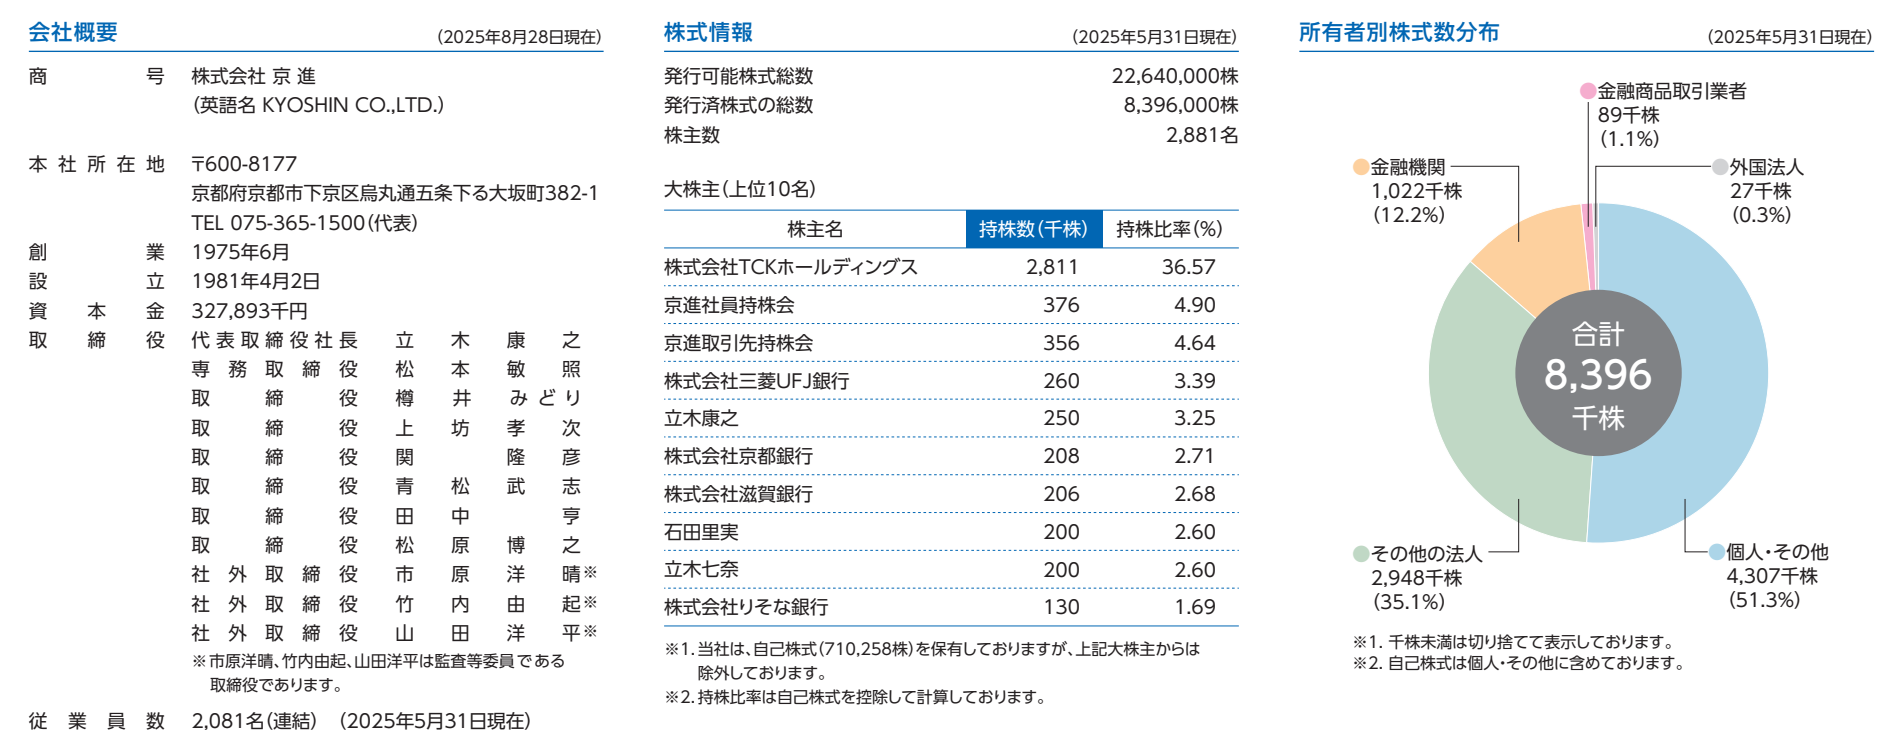 会社概要 (2025年8月28日現在)
商号 株式会社 京 進
(英語名 KYOSHIN CO.,LTD.)
本社所在地 〒600-8177
京都府京都市下京区烏丸通五条下る大坂町382-1
TEL 075-365-1500(代表)
創業 1975年6月
設立 1981年4月2日
資本金 327,893千円
取締役 代表取締役社長 立木康之
専務取締役 松本敏照
取締役 樽井みどり
取締役 上坊孝次
取締役 関隆彦
取締役 青松武志
取締役 田中亨
取締役 松原博之
社外取締役 市原洋晴※
社外取締役 竹内由起※
社外取締役 山田洋平※
※市原洋晴、竹内由起、山田洋平は監査等委員である
取締役であります。
従業員数 2,081名(連結) (2025年5月31日現在)
株式情報 (2025年5月31日現在)
発行可能株式総数 22,640,000株
発行済株式の総数 8,396,000株
株主数 2,881名
大株主(上位10名)
株主名 持株数(千株) 持株比率(%)
株式会社TCKホールディングス 2,811 36.57
京進社員持株会 376 4.90
京進取引先持株会 356 4.64
株式会社三菱UFJ銀行 260 3.39
立木康之 250 3.25
株式会社京都銀行 208 2.71
株式会社滋賀銀行 206 2.68
石田里実 200 2.60
立木七奈 200 2.60
株式会社りそな銀行 130 1.69
※1. 当社は、自己株式(710,258株)を保有しておりますが、上記大株主からは
除外しております。
※2. 持株比率は自己株式を控除して計算しております。
所有者別株式数分布 (2025年5月31日現在)
金融商品取引業者
89千株
(1.1%)
金融機関
1,022千株
(12.2%)
外国法人
27千株
(0.3%)
合計
8,396
千株
その他の法人
2,948千株
(35.1%)
個人・その他
4,307千株
(51.3%)
※1. 千株未満は切り捨てて表示しております。
※2. 自己株式は個人・その他に含めております。